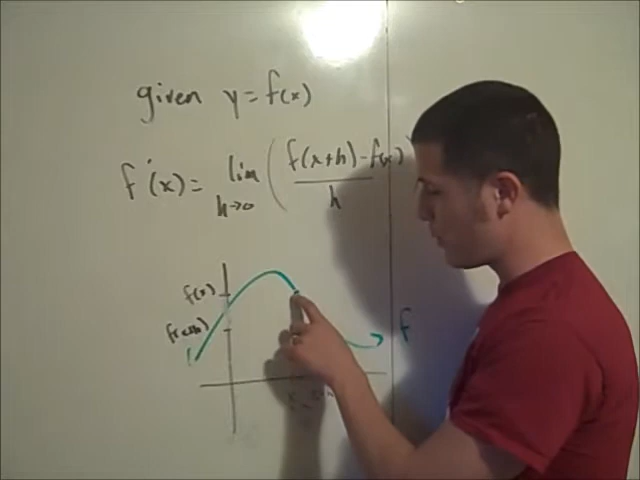 given y = f(x)
f'(x) = lim h→0 ( f(x+h) - f(x) / h
f(x)
f(x+h)
f